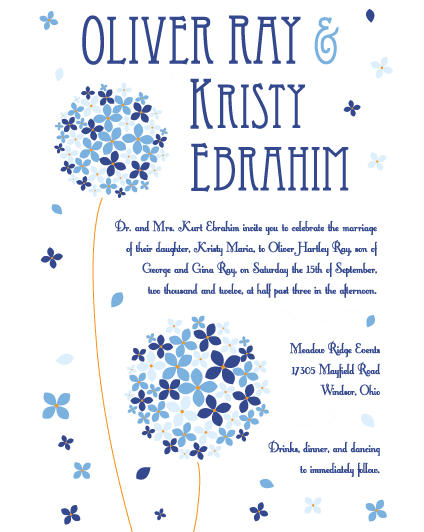 Oliver Ray &
Kristy
Ebrahim
Dr. and Mrs. Kurt Ebrahim invite you to celebrate the marriage
of their daughter, Kristy Maria, to Oliver Hartley Ray, son of
George and Gina Ray, on Saturday the 15th of September,
two thousand and twelve, at half past three in the afternoon.
Meadow Ridge Events
17305 Mayfield Road
Windsor, Ohio
Drinks, dinner, and dancing
to immediately follow.